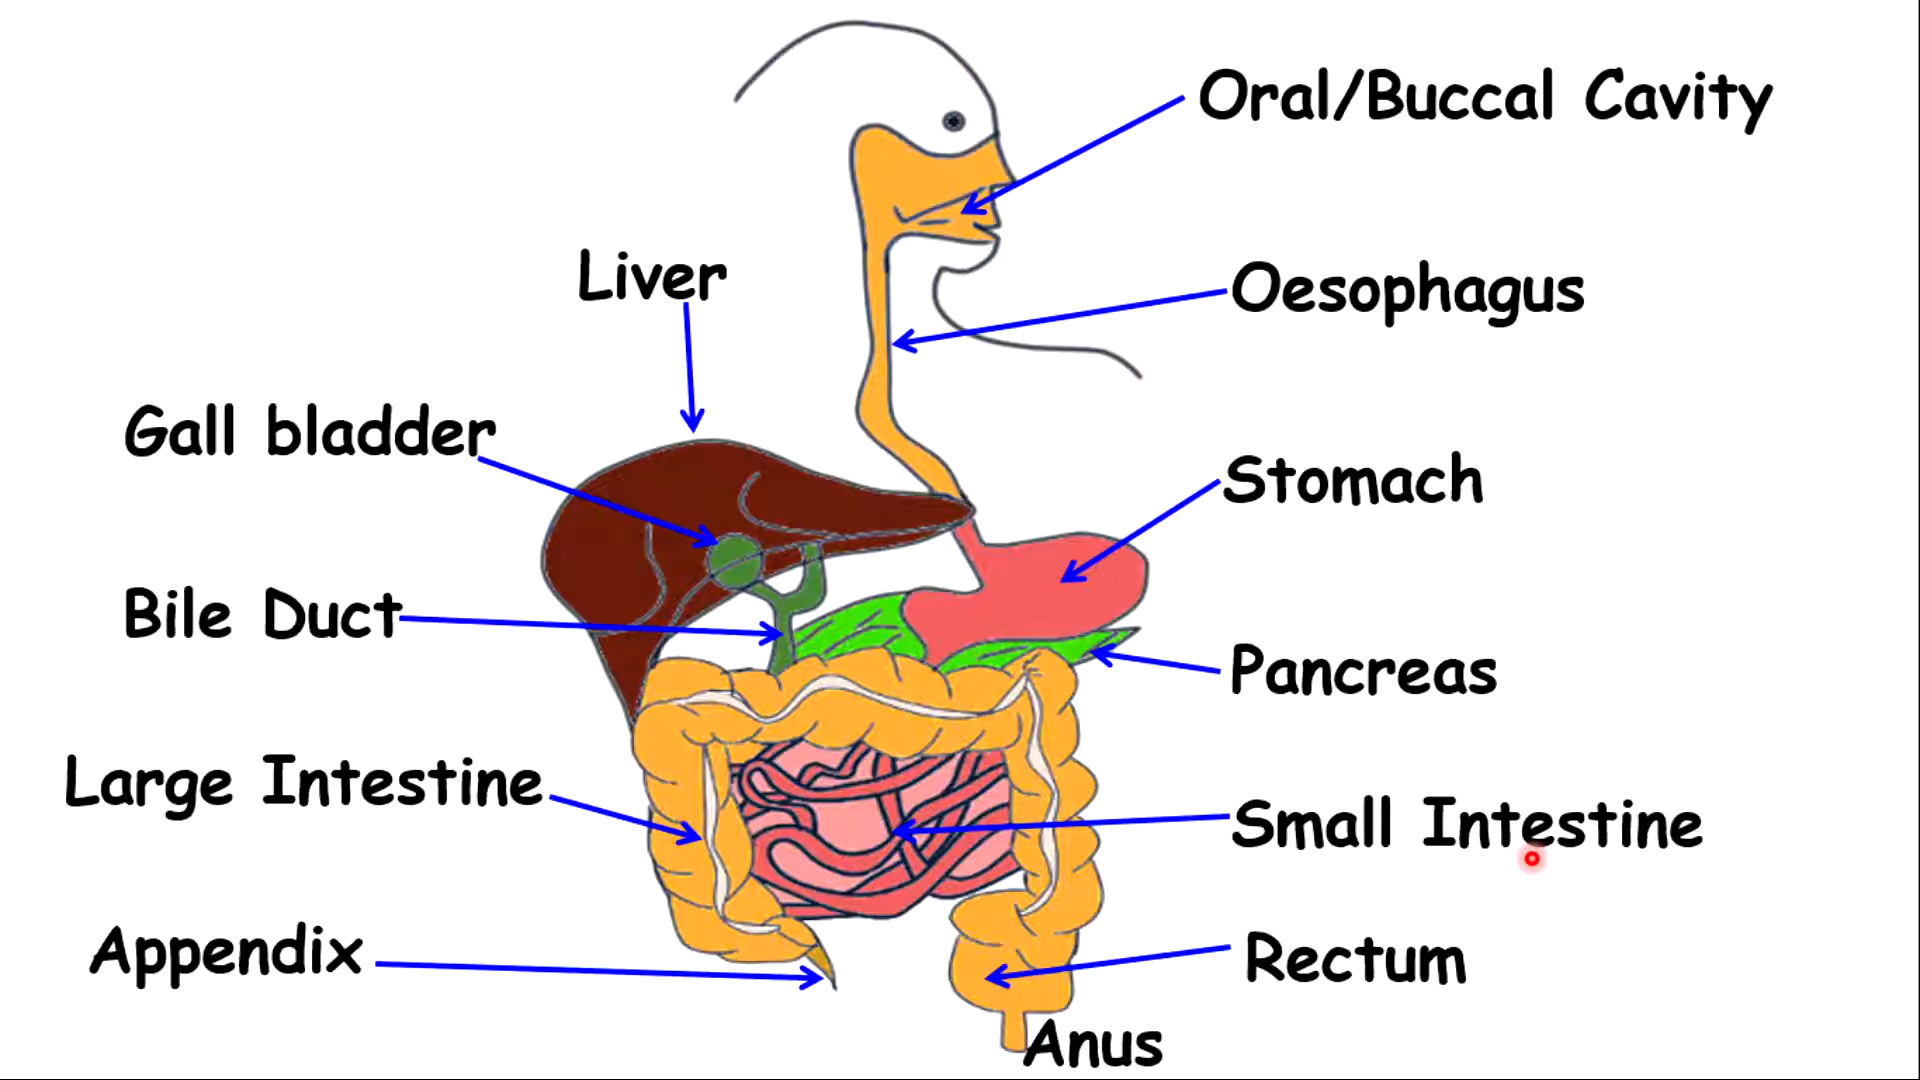 Oral/Buccal Cavity
Liver
Oesophagus
Gall bladder
Stomach
Bile Duct
Pancreas
Large Intestine
Small Intestine
Appendix
Rectum
Anus